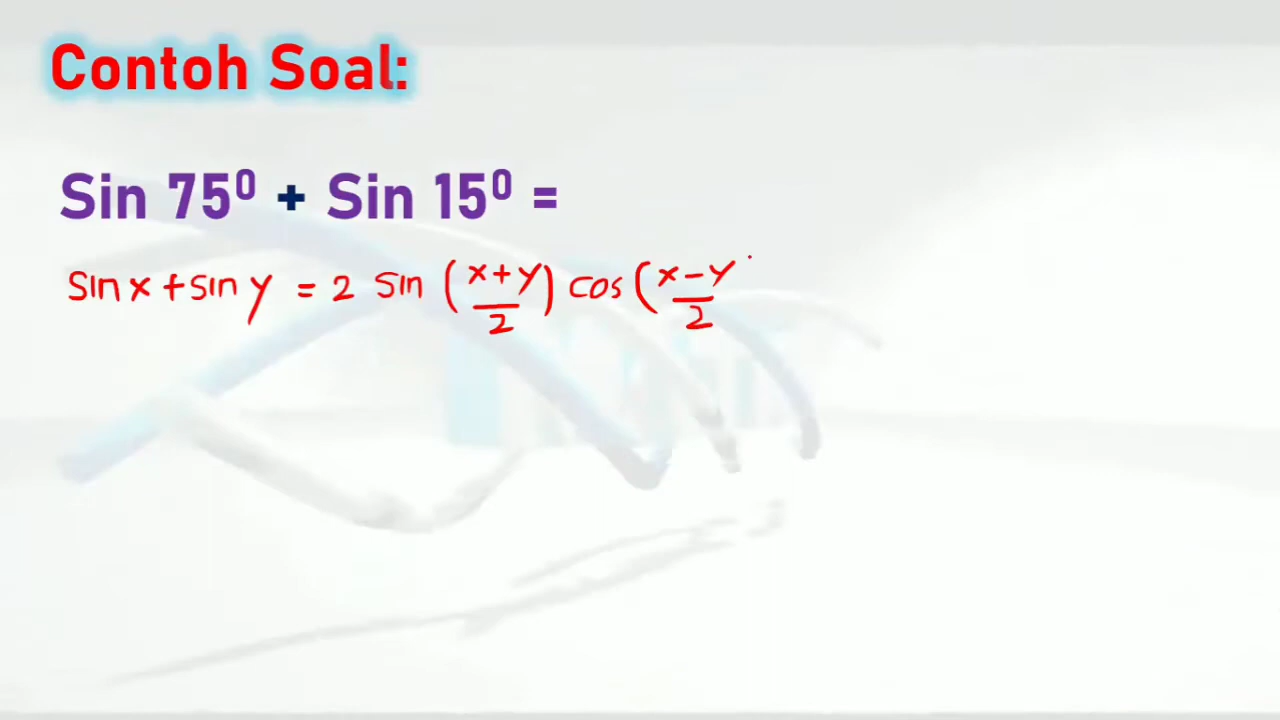 Contoh Soal:
Sin 75⁰ + Sin 15⁰ =
Sin x + sin y = 2 sin (x+y/2) cos (x-y/2